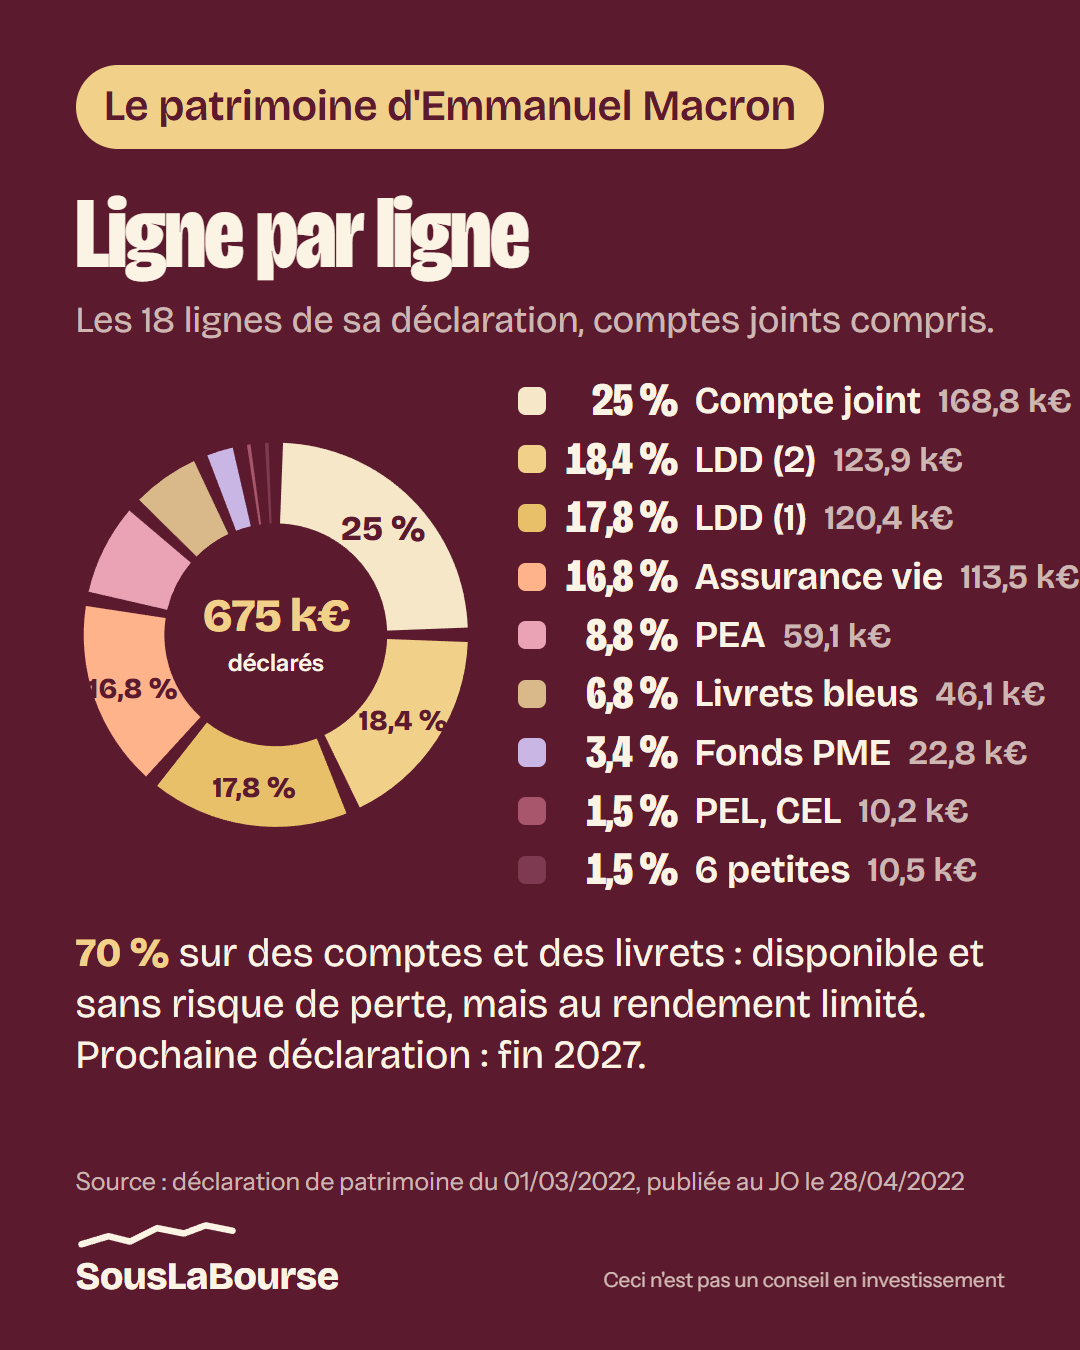 Le patrimoine d'Emmanuel Macron
Ligne par ligne
Les 18 lignes de sa déclaration, comptes joints compris.
25 %
18,4 %
17,8 %
16,8 %
675 k€
déclarés
25 % Compte joint 168,8 k€
18,4 % LDD (2) 123,9 k€
17,8 % LDD (1) 120,4 k€
16,8 % Assurance vie 113,5 k€
8,8 % PEA 59,1 k€
6,8 % Livrets bleus 46,1 k€
3,4 % Fonds PME 22,8 k€
1,5 % PEL, CEL 10,2 k€
1,5 % 6 petites 10,5 k€
70 % sur des comptes et des livrets : disponible et
sans risque de perte, mais au rendement limité.
Prochaine déclaration : fin 2027.
Source : déclaration de patrimoine du 01/03/2022, publiée au JO le 28/04/2022
SousLaBourse
Ceci n'est pas un conseil en investissement